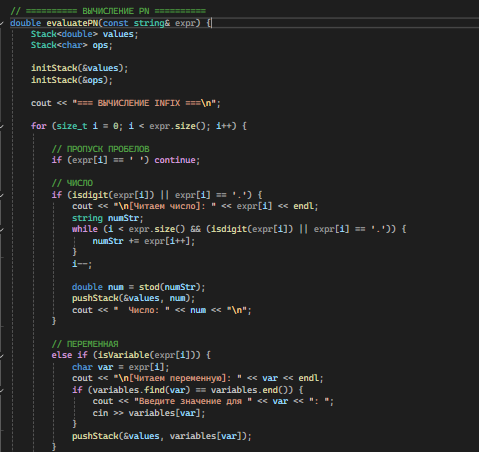 // ========== ВЫЧИСЛЕНИЕ PN ==========
double evaluatePN(const string& expr) {
    Stack<double> values;
    Stack<char> ops;

    initStack(&values);
    initStack(&ops);

    cout << "=== ВЫЧИСЛЕНИЕ INFIX ===\n";

    for (size_t i = 0; i < expr.size(); i++) {

        // ПРОПУСК ПРОБЕЛОВ
        if (expr[i] == ' ') continue;

        // ЧИСЛО
        if (isdigit(expr[i]) || expr[i] == '.') {
            cout << "\n[Читаем число]: " << expr[i] << endl;
            string numStr;
            while (i < expr.size() && (isdigit(expr[i]) || expr[i] == '.')) {
                numStr += expr[i++];
            }
            i--;

            double num = stod(numStr);
            pushStack(&values, num);
            cout << "  Число: " << num << "\n";
        }

        // ПЕРЕМЕННАЯ
        else if (isVariable(expr[i])) {
            char var = expr[i];
            cout << "\n[Читаем переменную]: " << var << endl;
            if (variables.find(var) == variables.end()) {
                cout << "Введите значение для " << var << ": ";
                cin >> variables[var];
            }
            pushStack(&values, variables[var]);
        }